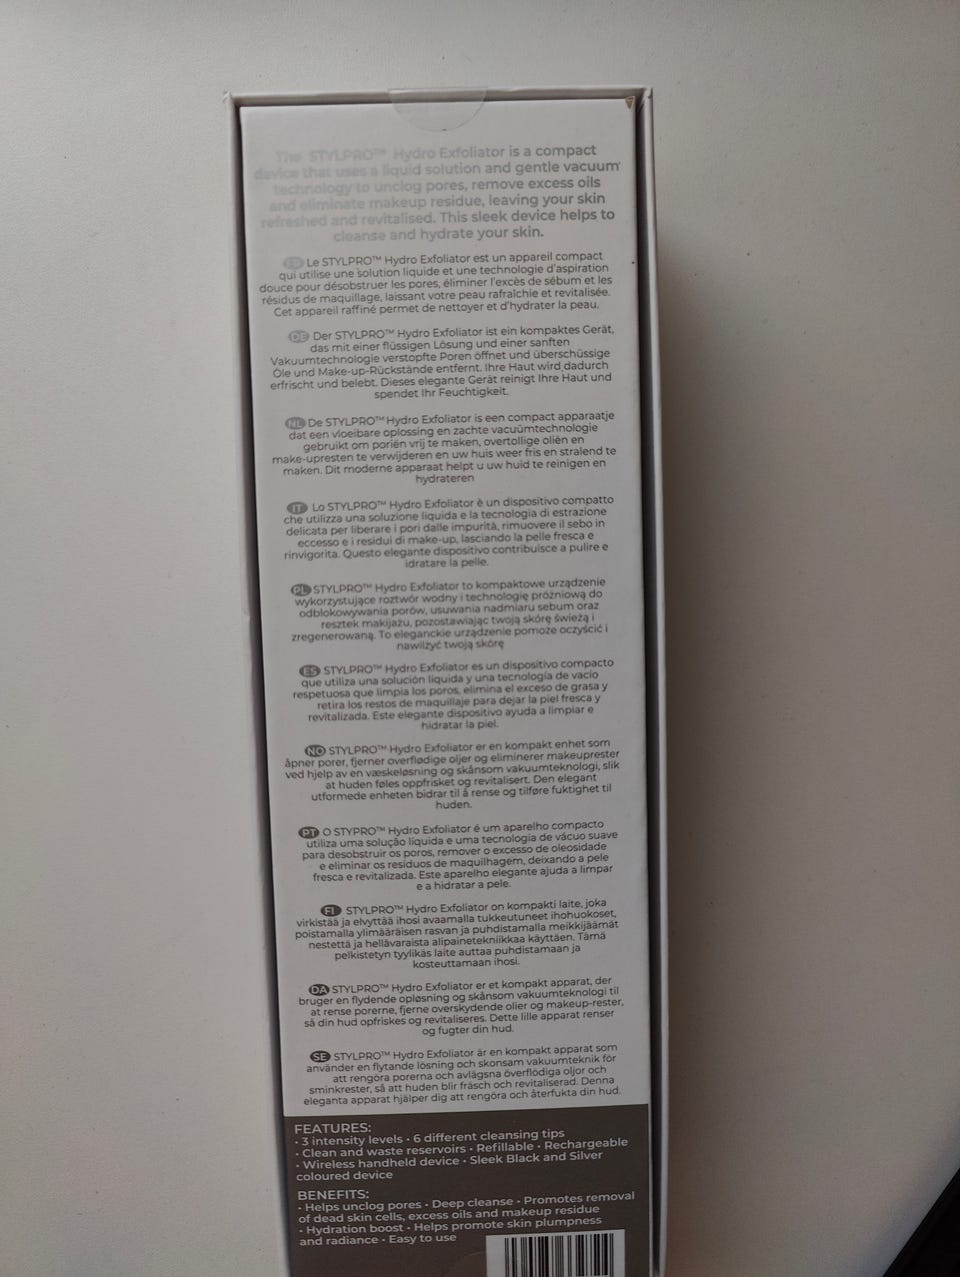 The STYLPRO™ Hydro Exfoliator is a compact
device that uses a liquid solution and gentle vacuum
technology to unclog pores, remove excess oils
and eliminate makeup residue, leaving your skin
refreshed and revitalised. This sleek device helps to
cleanse and hydrate your skin.
FR Le STYLPRO™ Hydro Exfoliator est un appareil compact
qui utilise une solution liquide et une technologie d'aspiration
douce pour désobstruer les pores, éliminer l'excès de sébum et les
résidus de maquillage, laissant votre peau rafraîchie et revitalisée.
Cet appareil raffiné permet de nettoyer et d'hydrater la peau.
DE Der STYLPRO™ Hydro Exfoliator ist ein kompaktes Gerät,
das mit einer flüssigen Lösung und einer sanften
Vakuumtechnologie verstopfte Poren öffnet und überschüssige
Öle und Make-up-Rückstände entfernt. Ihre Haut wird dadurch
erfrischt und belebt. Dieses elegante Gerät reinigt Ihre Haut und
spendet Ihr Feuchtigkeit.
NL De STYLPRO™ Hydro Exfoliator is een compact apparaatje
dat een vloeibare oplossing en zachte vacuümtechnologie
gebruikt om poriën vrij te maken, overtollige oliën en
make-upresten te verwijderen en uw huis weer fris en stralend te
maken. Dit moderne apparaat helpt u uw huid te reinigen en
hydrateren
IT Lo STYLPRO™ Hydro Exfoliator è un dispositivo compatto
che utilizza una soluzione liquida e la tecnologia di estrazione
delicata per liberare i pori dalle impurità, rimuovere il sebo in
eccesso e i residui di make-up, lasciando la pelle fresca e
rinvigorita. Questo elegante dispositivo contribuisce a pulire e
idratare la pelle.
PL STYLPRO™ Hydro Exfoliator to kompaktowe urządzenie
wykorzystujące roztwór wodny i technologię próżniową do
odblokowywania porów, usuwania nadmiaru sebum oraz
resztek makijażu, pozostawiając twoją skórę świeżą i
zregenerowaną. To eleganckie urządzenie pomoże oczyścić i
nawilżyć twoją skórę
ES STYLPRO™ Hydro Exfoliator es un dispositivo compacto
que utiliza una solución líquida y una tecnología de vacío
respetuosa que limpia los poros, elimina el exceso de grasa y
retira los restos de maquillaje para dejar la piel fresca y
revitalizada. Este elegante dispositivo ayuda a limpiar e
hidratar la piel.
NO STYLPRO™ Hydro Exfoliator er en kompakt enhet som
åpner porer, fjerner overflødige oljer og eliminerer makeuprester
ved hjelp av en væskeløsning og skånsom vakuumteknologi, slik
at huden føles oppfrisket og revitalisert. Den elegant
utformede enheten bidrar til å rense og tilføre fuktighet til
huden.
PT O STYPRO™ Hydro Exfoliator é um aparelho compacto
utiliza uma solução líquida e uma tecnologia de vácuo suave
para desobstruir os poros, remover o excesso de oleosidade
e eliminar os resíduos de maquilhagem, deixando a pele
fresca e revitalizada. Este aparelho elegante ajuda a limpar
e a hidratar a pele.
FI STYLPRO™ Hydro Exfoliator on kompakti laite, joka
virkistää ja elvyttää ihosi avaamalla tukkeutuneet ihohuokoset,
poistamalla ylimääräisen rasvan ja puhdistamalla meikkijäämät
nestettä ja hellävaraista alipainetekniikkaa käyttäen. Tämä
pelkistetyn tyylikäs laite auttaa puhdistamaan ja
kosteuttamaan ihosi.
DA STYLPRO™ Hydro Exfoliator er et kompakt apparat, der
bruger en flydende opløsning og skånsom vakuumteknologi til
at rense porerne, fjerne overskydende olier og makeup-rester,
så din hud opfriskes og revitaliseres. Dette lille apparat renser
og fugter din hud.
SE STYLPRO™ Hydro Exfoliator är en kompakt apparat som
använder en flytande lösning och skonsam vakuumteknik för
att rengöra porerna och avlägsna överflödiga oljor och
sminkrester, så att huden blir fräsch och revitaliserad. Denna
eleganta apparat hjälper dig att rengöra och återfukta din hud.
FEATURES:
• 3 intensity levels • 6 different cleansing tips
• Clean and waste reservoirs • Refillable • Rechargeable
• Wireless handheld device • Sleek Black and Silver
coloured device
BENEFITS:
• Helps unclog pores • Deep cleanse • Promotes removal
of dead skin cells, excess oils and makeup residue
• Hydration boost • Helps promote skin plumpness
and radiance • Easy to use